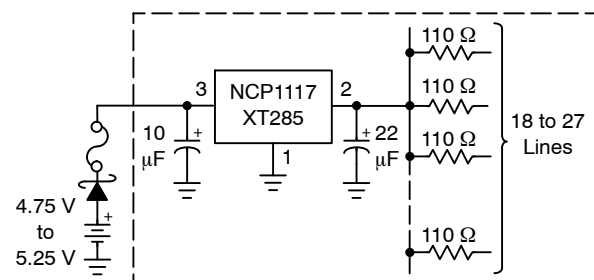 110 Ω
3
NCP1117
XT285
2
110 Ω
10
µF
+
1
+
22
µF
110 Ω
18 to 27
Lines
4.75 V
to
5.25 V
+
110 Ω